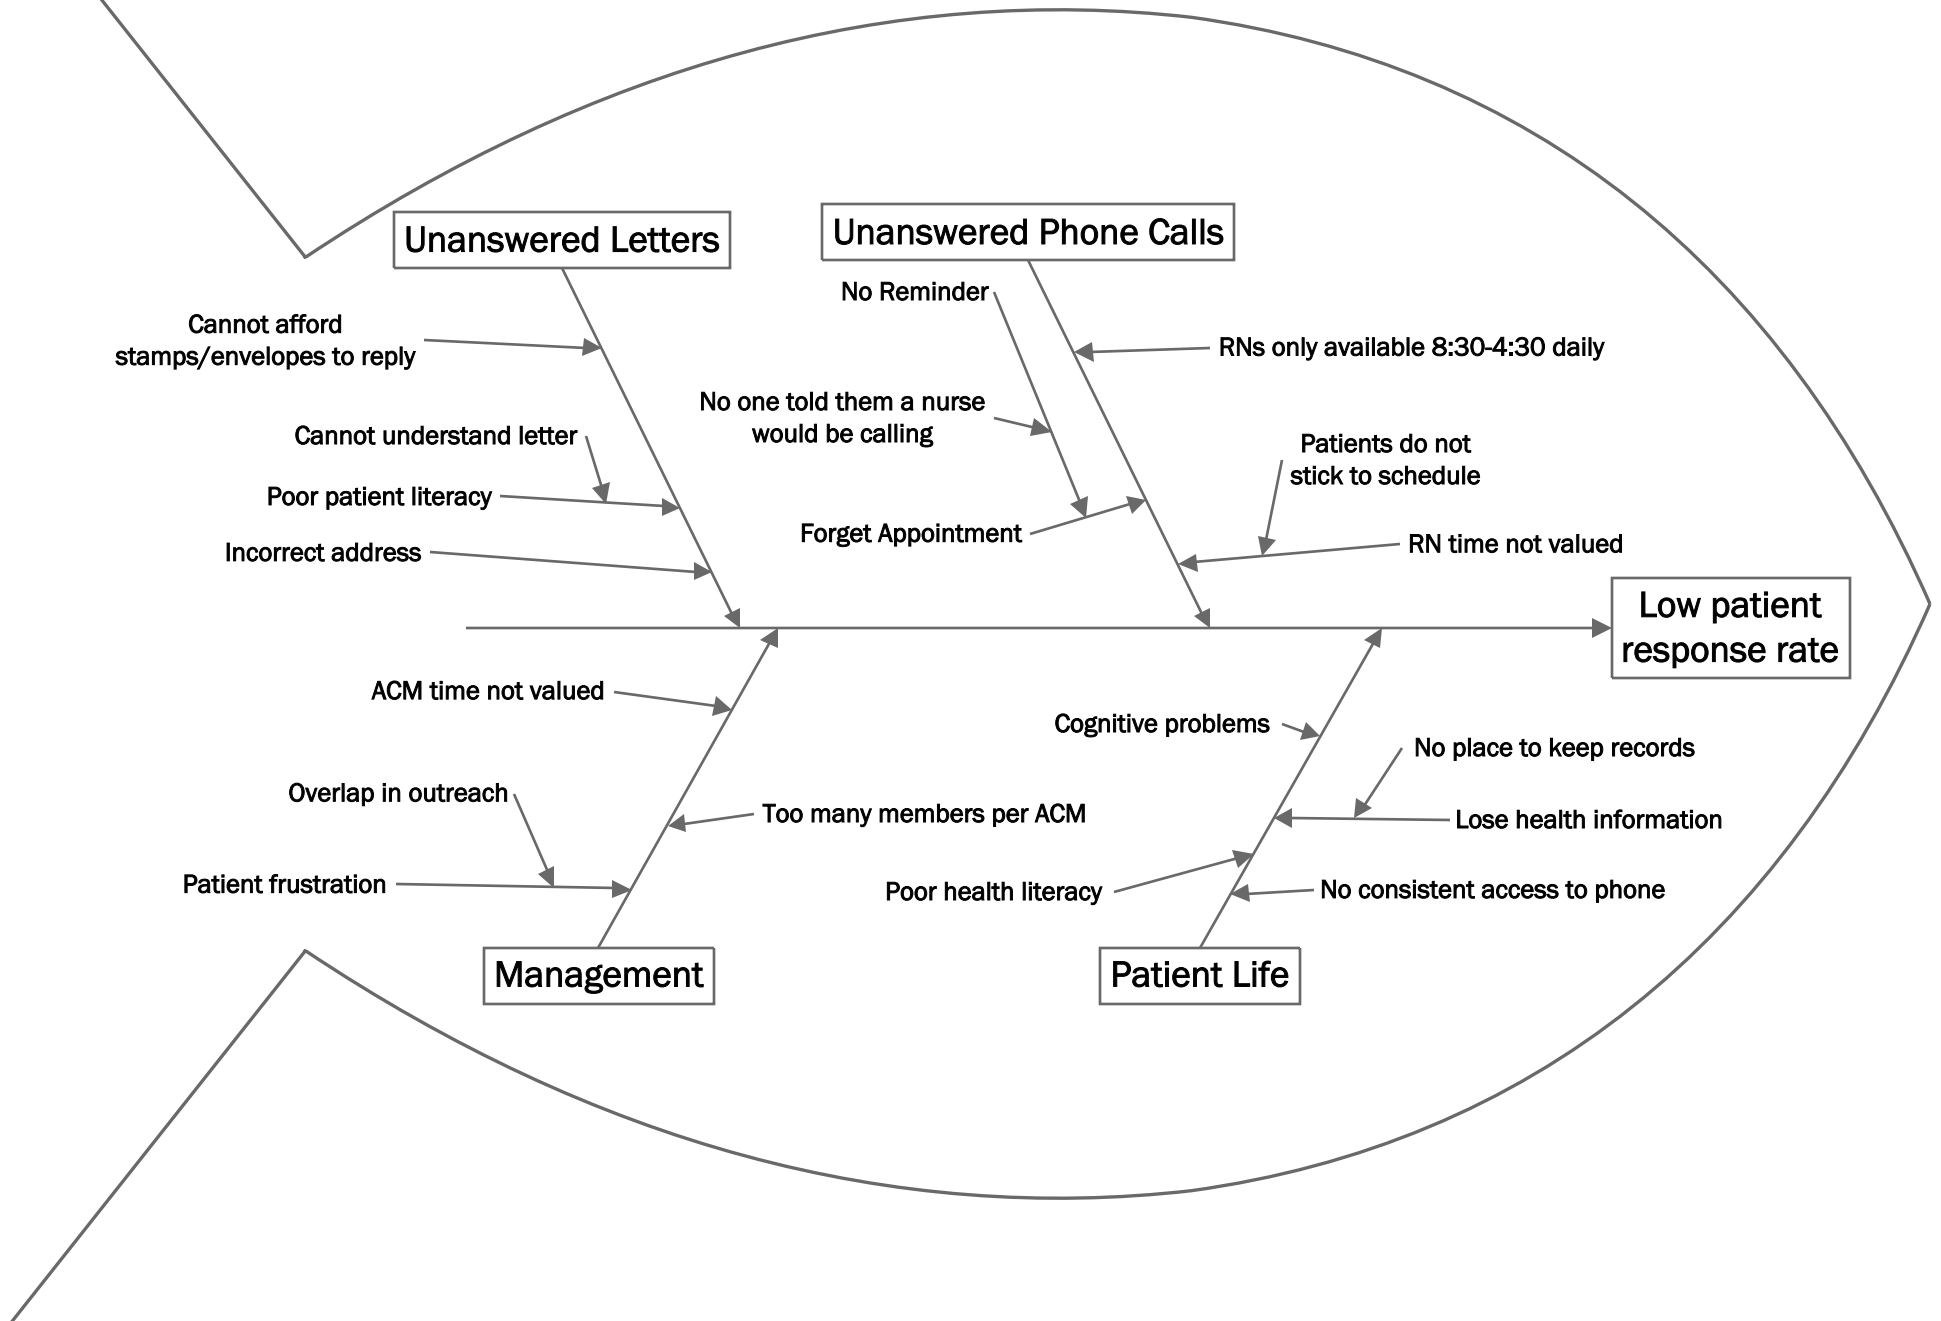 Unanswered Letters
Unanswered Phone Calls
No Reminder
Cannot afford
stamps/envelopes to reply
RNs only available 8:30-4:30 daily
No one told them a nurse
would be calling
Cannot understand letter
Patients do not
stick to schedule
Poor patient literacy
Forget Appointment
Incorrect address
RN time not valued
Low patient
response rate
ACM time not valued
Cognitive problems
No place to keep records
Overlap in outreach
Too many members per ACM
Lose health information
Patient frustration
Poor health literacy
No consistent access to phone
Management
Patient Life